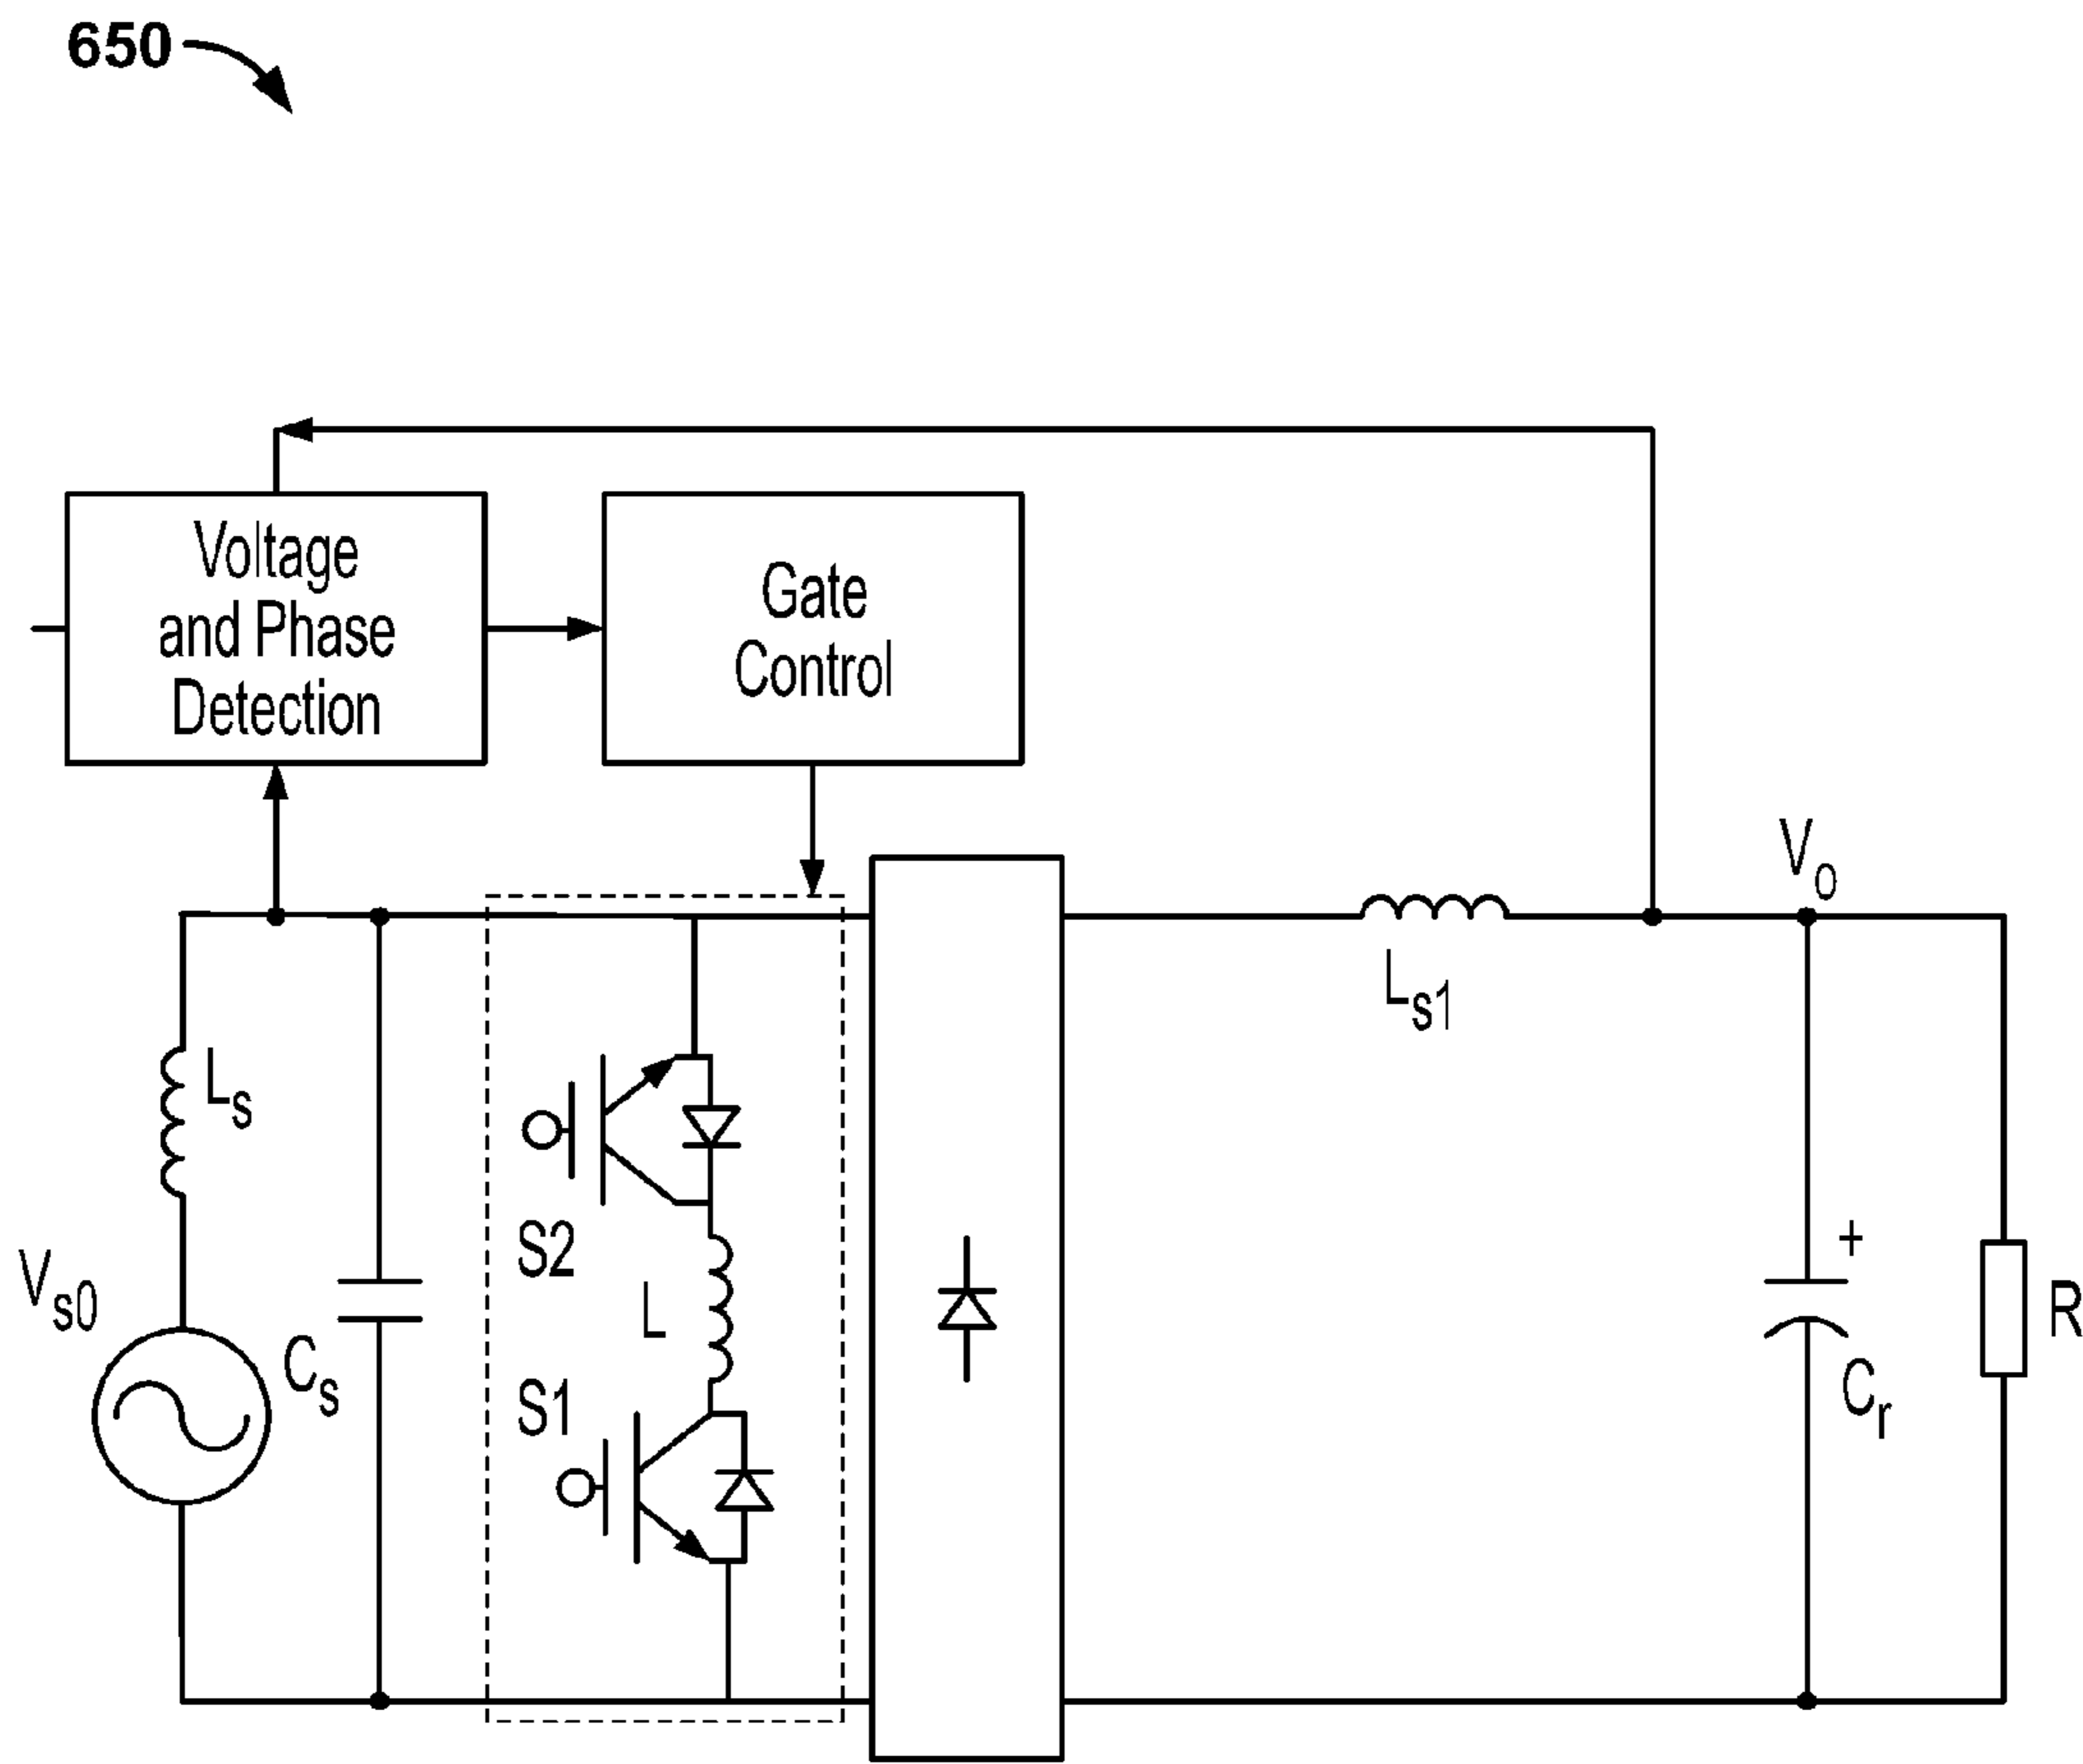 650
Voltage
and Phase
Detection
Gate
Control
Vo
Ls1
Ls
Vs0
Cs
S2
L
S1
+
Cr
R